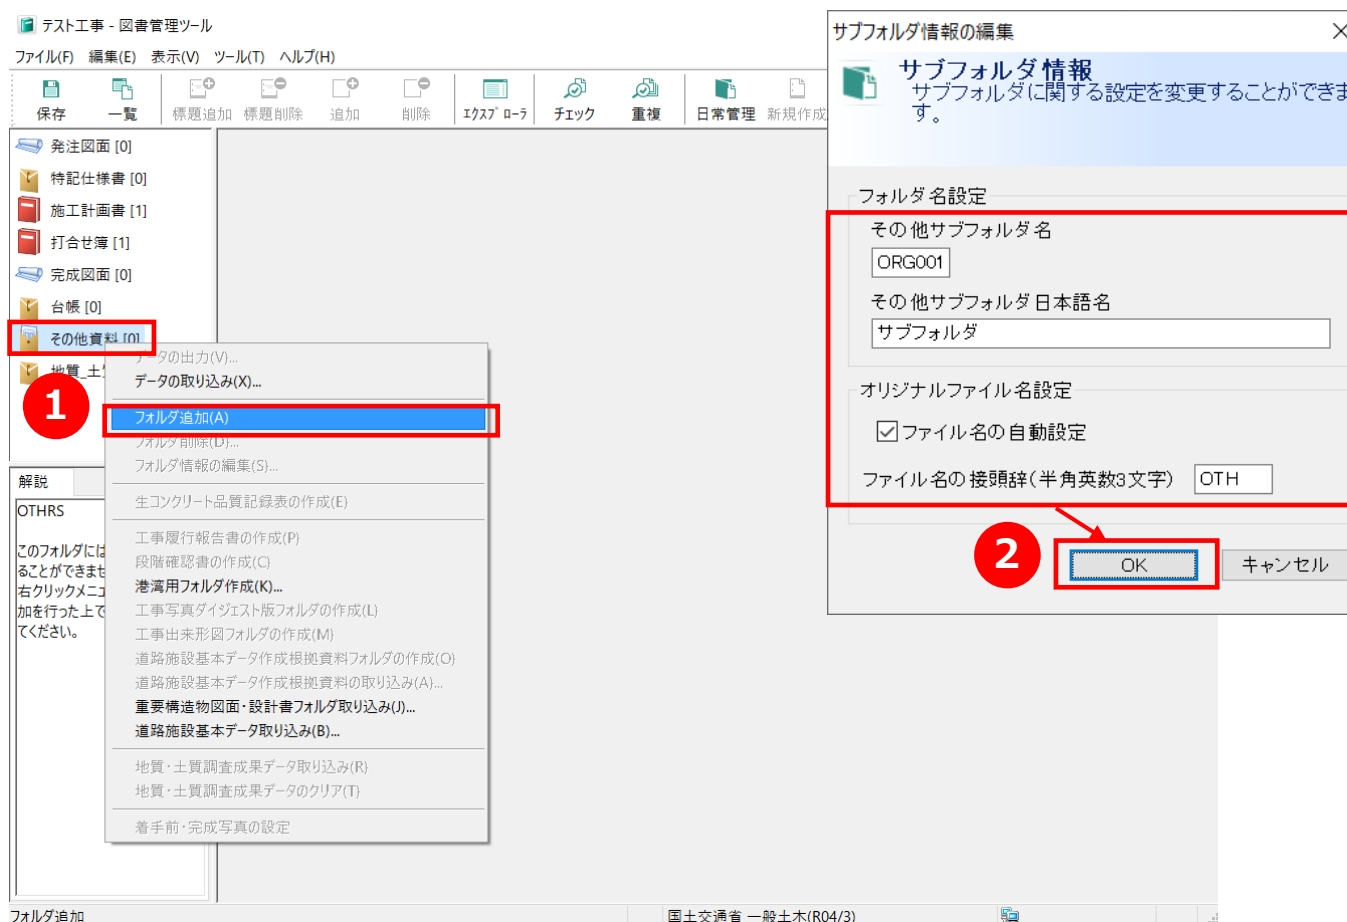 テスト工事 - 図書管理ツール
ファイル(F) 編集(E) 表示(V) ツール(T) ヘルプ(H)
保存 一覧 標題追加 標題削除 追加 削除 ｴｸｽﾌﾟﾛｰﾗ チェック 重複 日常管理 新規作成
発注図面 [0]
特記仕様書 [0]
施工計画書 [1]
打合せ簿 [1]
完成図面 [0]
台帳 [0]
その他資料 [0]
地質_土
1
データの出力(V)...
データの取り込み(X)...
フォルダ追加(A)
フォルダ削除(D)...
フォルダ情報の編集(S)...
生コンクリート品質記録表の作成(E)
工事履行報告書の作成(P)
段階確認書の作成(C)
港湾用フォルダ作成(K)...
工事写真ダイジェスト版フォルダの作成(L)
工事出来形図フォルダの作成(M)
道路施設基本データ作成根拠資料フォルダの作成(O)
道路施設基本データ作成根拠資料の取り込み(A)...
重要構造物図面・設計書フォルダ取り込み(J)...
道路施設基本データ取り込み(B)...
地質・土質調査成果データ取り込み(R)
地質・土質調査成果データのクリア(T)
着手前・完成写真の設定
解説
OTHRS
このフォルダには
ることができませ
右クリックメニュ
加を行った上で
てください。
フォルダ追加
国土交通省 一般土木(R04/3)
サブフォルダ情報の編集
サブフォルダ情報
サブフォルダに関する設定を変更することができま
す。
フォルダ名設定
その他サブフォルダ名
ORG001
その他サブフォルダ日本語名
サブフォルダ
オリジナルファイル名設定
ファイル名の自動設定
ファイル名の接頭辞(半角英数3文字) OTH
2
OK キャンセル